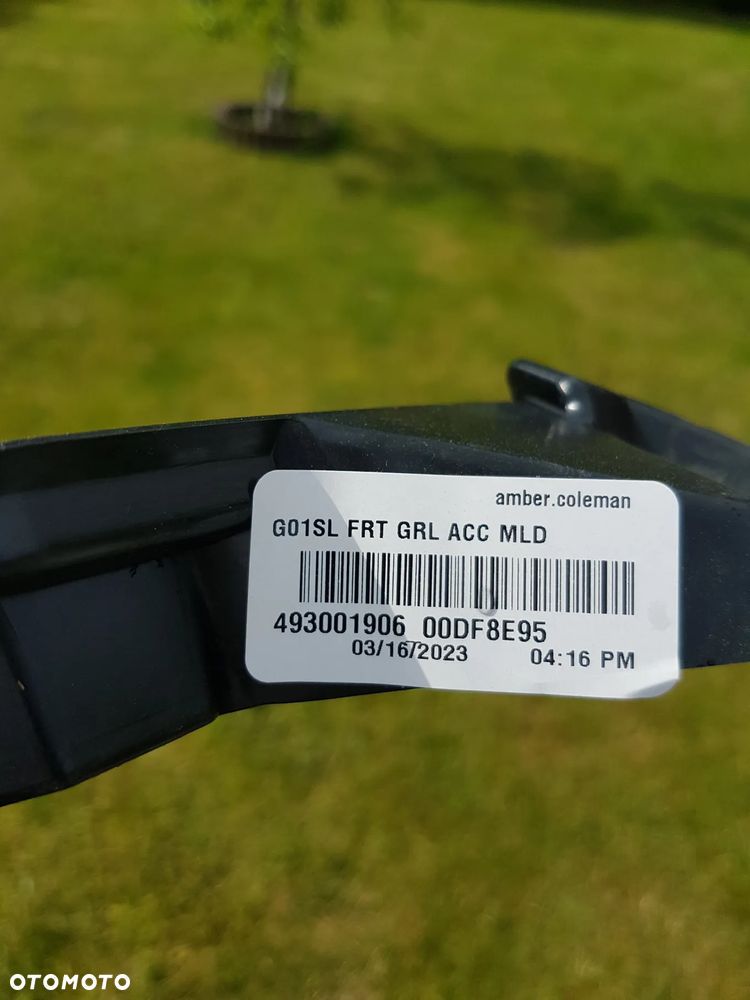 amber.coleman
G01SL FRT GRL ACC MLD
493001906 00DF8E95
03/16/2023 04:16 PM
OTOMOTO